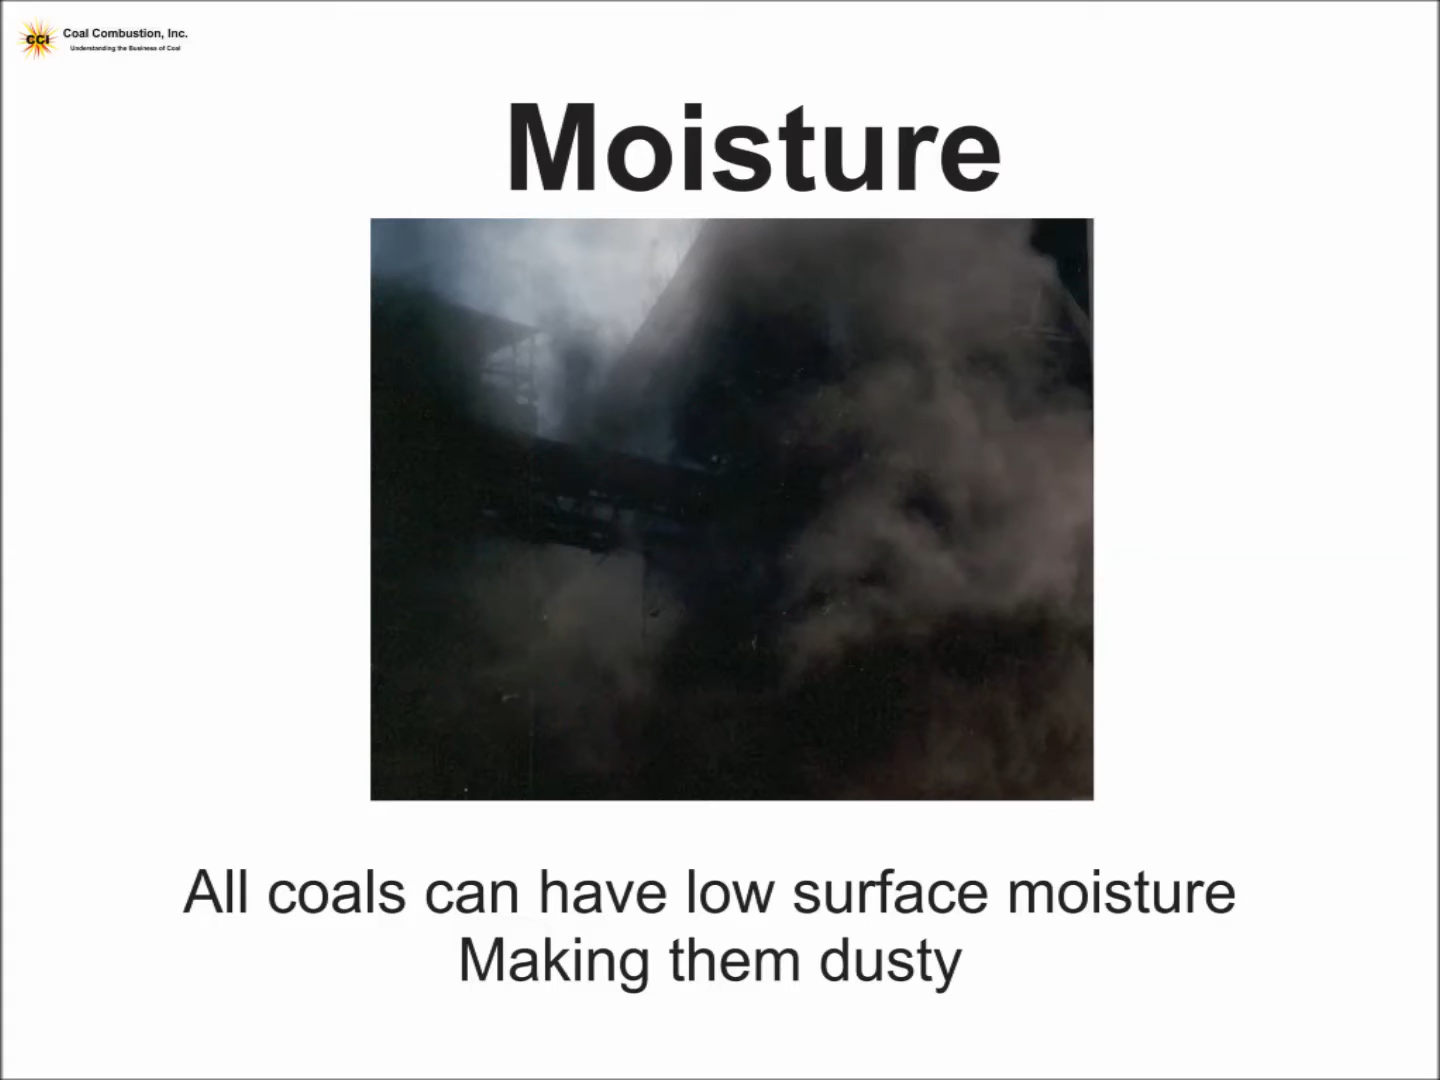 CCI
Coal Combustion, Inc.
Understanding the Business of Coal
Moisture
All coals can have low surface moisture
Making them dusty